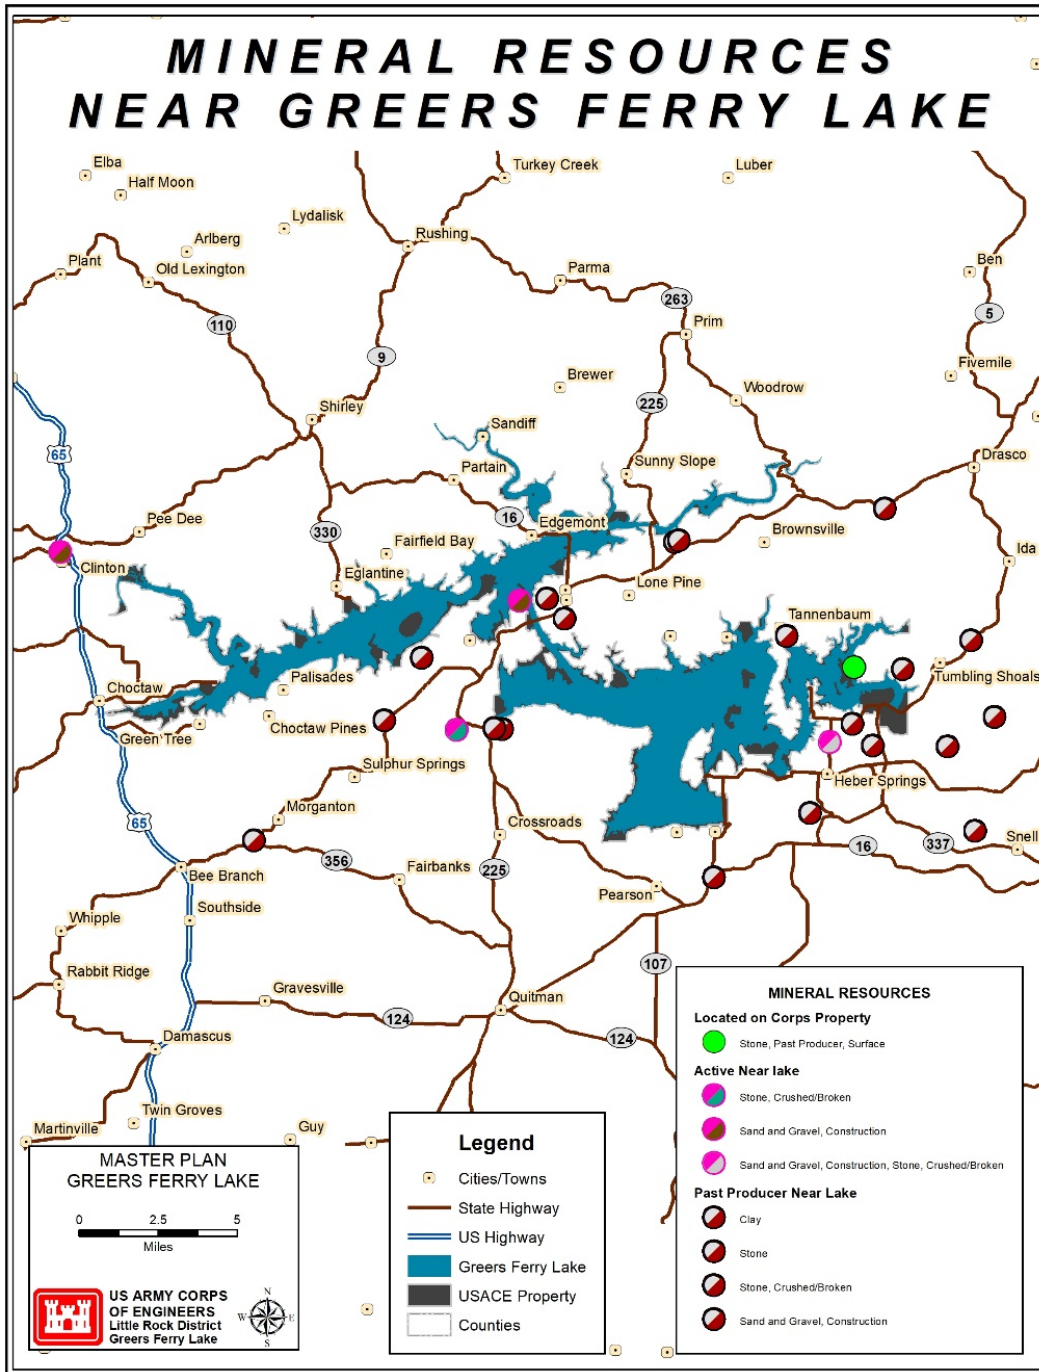 MINERAL RESOURCES
NEAR GREERS FERRY LAKE
Elba
Half Moon
Turkey Creek
Luber
Lydalisk
Rushing
Arlberg
Plant
Old Lexington
Parma
Ben
263
110
5
Prim
9
Fivemile
Brewer
Woodrow
225
Shirley
Sandiff
65
Drasco
Partain
Sunny Slope
16
Pee Dee
Edgemont
Brownsville
330
Fairfield Bay
Ida
Clinton
Eglantine
Lone Pine
Tannenbaum
Palisades
Tumbling Shoals
Choctaw
Choctaw Pines
Green Tree
Sulphur Springs
Heber Springs
Morganton
65
Crossroads
Snell
356
16
337
Bee Branch
Fairbanks
225
Pearson
Southside
Whipple
107
Rabbit Ridge
Gravesville
Quitman
124
124
Damascus
Twin Groves
Martinville
Guy
MASTER PLAN
GREERS FERRY LAKE
0 2.5 5
Miles
US ARMY CORPS
OF ENGINEERS
Little Rock District
Greers Ferry Lake
N
W E
S
Legend
Cities/Towns
State Highway
US Highway
Greers Ferry Lake
USACE Property
Counties
MINERAL RESOURCES
Located on Corps Property
Stone, Past Producer, Surface
Active Near lake
Stone, Crushed/Broken
Sand and Gravel, Construction
Sand and Gravel, Construction, Stone, Crushed/Broken
Past Producer Near Lake
Clay
Stone
Stone, Crushed/Broken
Sand and Gravel, Construction